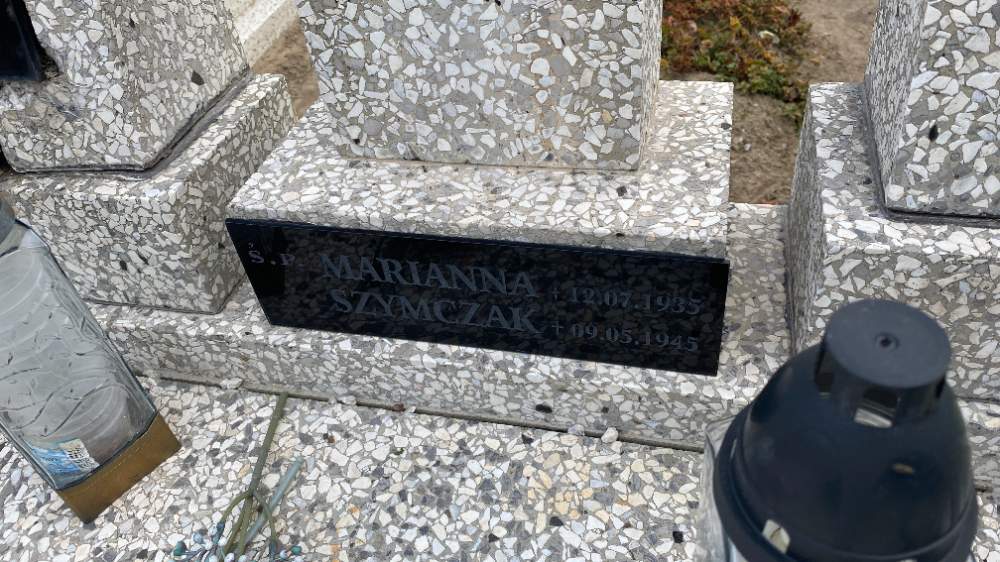 Ś.P. MARIANNA † 12.07.1935
SZYMCZAK † 09.05.1945